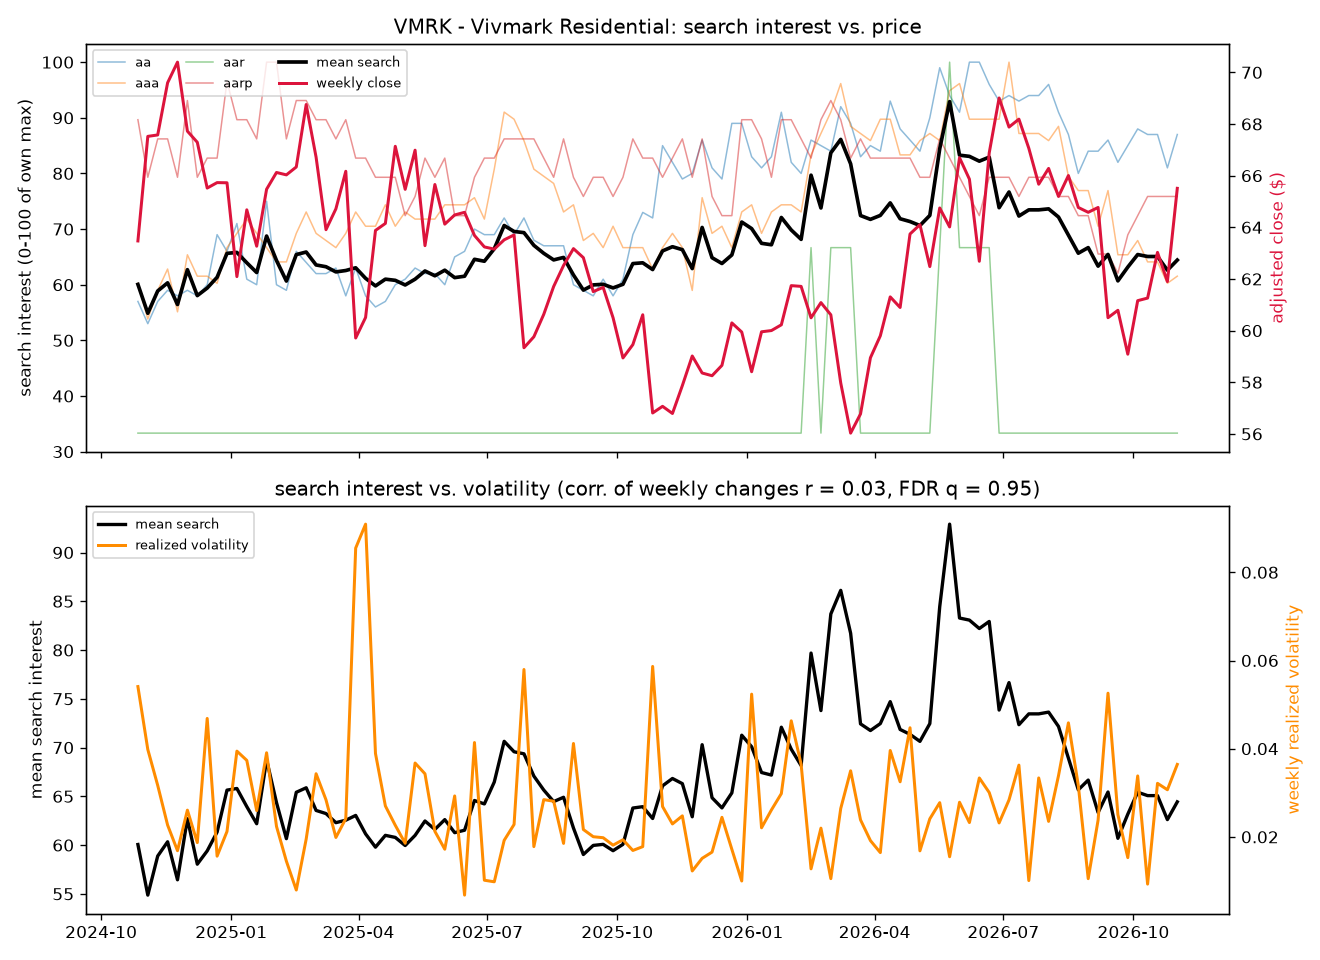 VMRK - Vivmark Residential: search interest vs. price
aa
aaa
aar
aarp
mean search
weekly close
search interest (0-100 of own max)
100
90
80
70
60
50
40
30
70
68
66
64
62
60
58
56
adjusted close ($)
search interest vs. volatility (corr. of weekly changes r = 0.03, FDR q = 0.95)
mean search
realized volatility
mean search interest
90
85
80
75
70
65
60
55
0.08
0.06
0.04
0.02
weekly realized volatility
2024-10
2025-01
2025-04
2025-07
2025-10
2026-01
2026-04
2026-07
2026-10